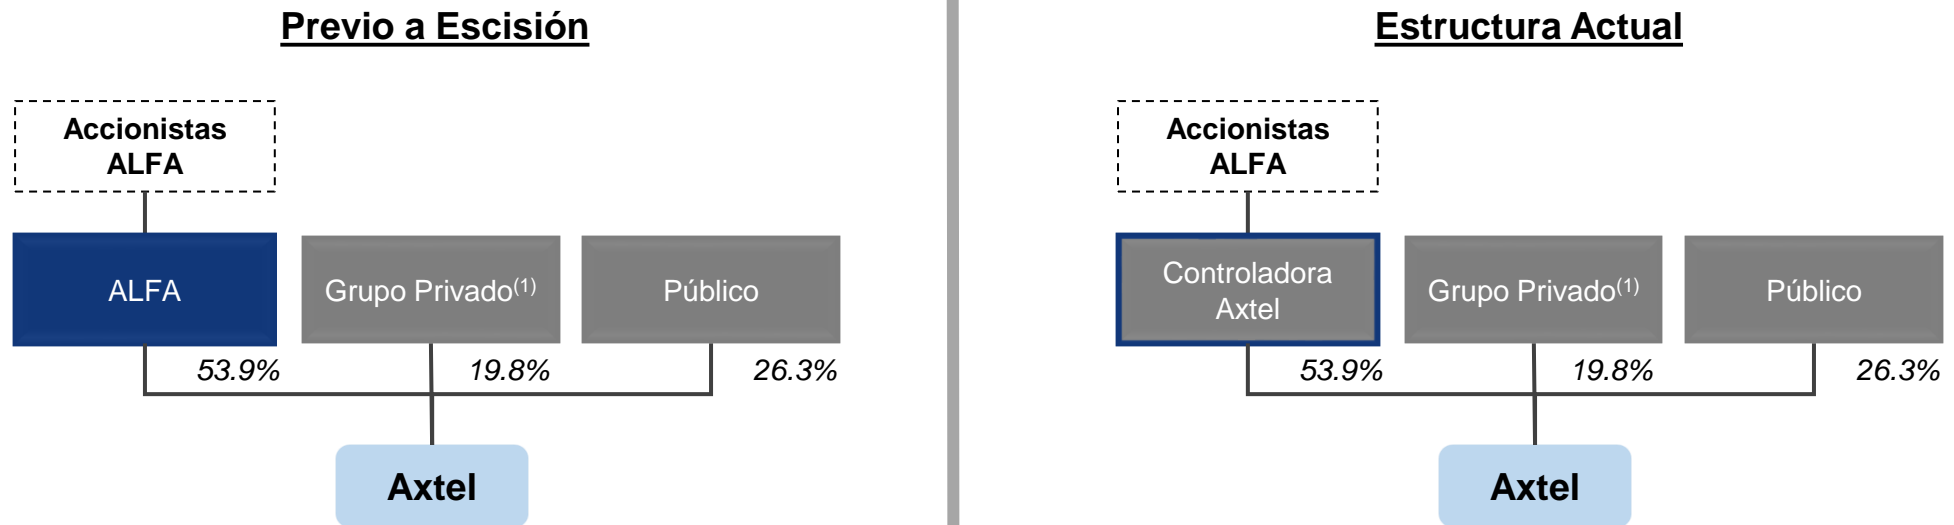 Previo a Escisión
Accionistas
ALFA
ALFA
Grupo Privado(1)
Público
53.9%
19.8%
26.3%
Axtel
Estructura Actual
Accionistas
ALFA
Controladora
Axtel
Grupo Privado(1)
Público
53.9%
19.8%
26.3%
Axtel